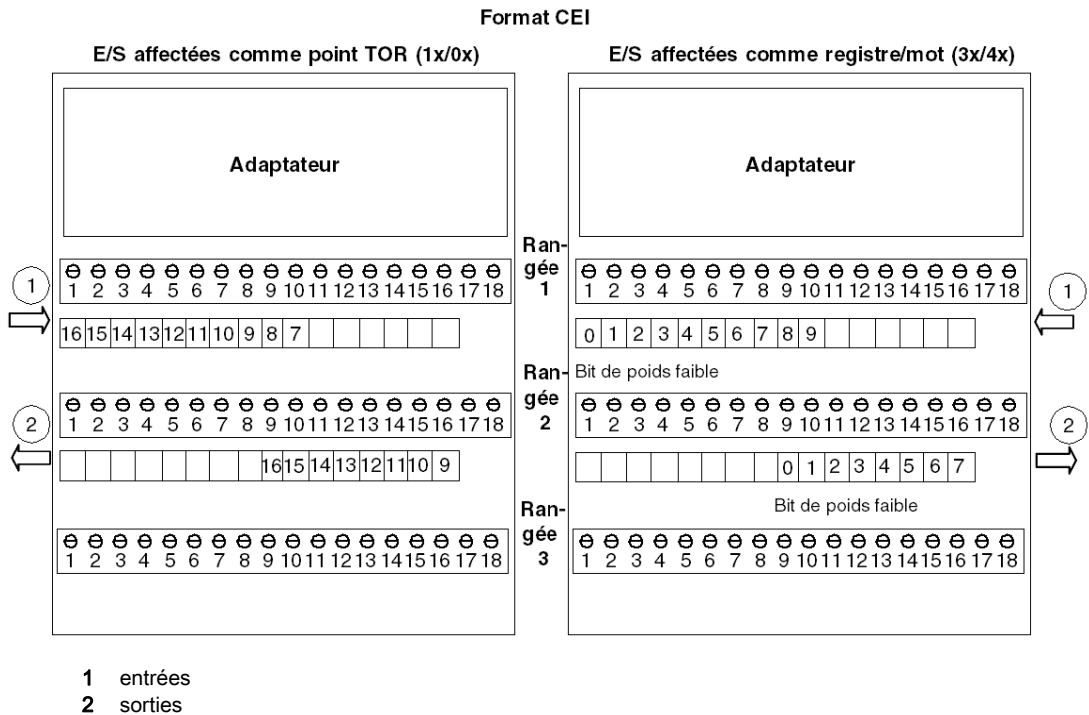 Format CEI
E/S affectées comme point TOR (1x/0x)
E/S affectées comme registre/mot (3x/4x)
Adaptateur
Adaptateur
Ran-
gée
1
1 2 3 4 5 6 7 8 9 10 11 12 13 14 15 16 17 18
1 2 3 4 5 6 7 8 9 10 11 12 13 14 15 16 17 18
1
1
16 15 14 13 12 11 10 9 8 7
0 1 2 3 4 5 6 7 8 9
Bit de poids faible
Ran-
gée
2
1 2 3 4 5 6 7 8 9 10 11 12 13 14 15 16 17 18
1 2 3 4 5 6 7 8 9 10 11 12 13 14 15 16 17 18
2
2
16 15 14 13 12 11 10 9
0 1 2 3 4 5 6 7
Bit de poids faible
Ran-
gée
3
1 2 3 4 5 6 7 8 9 10 11 12 13 14 15 16 17 18
1 2 3 4 5 6 7 8 9 10 11 12 13 14 15 16 17 18
1 entrées
2 sorties